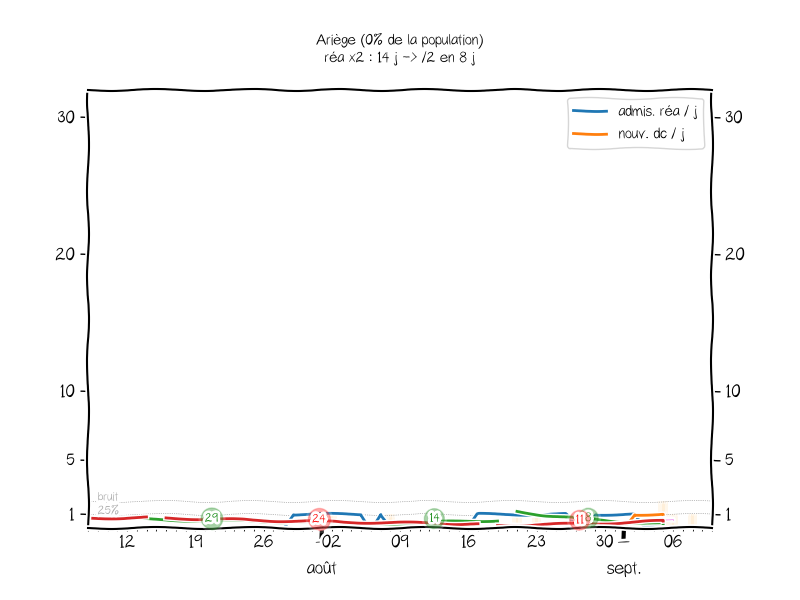 Ariège (0% de la population)
réa x2 : 14 j -> /2 en 8 j
admis. réa / j
nouv. dc / j
30 30
20 20
10 10
5 5
bruit
25%
1 1
29 24 14 11
12 19 26 02 09 16 23 30 06
août sept.